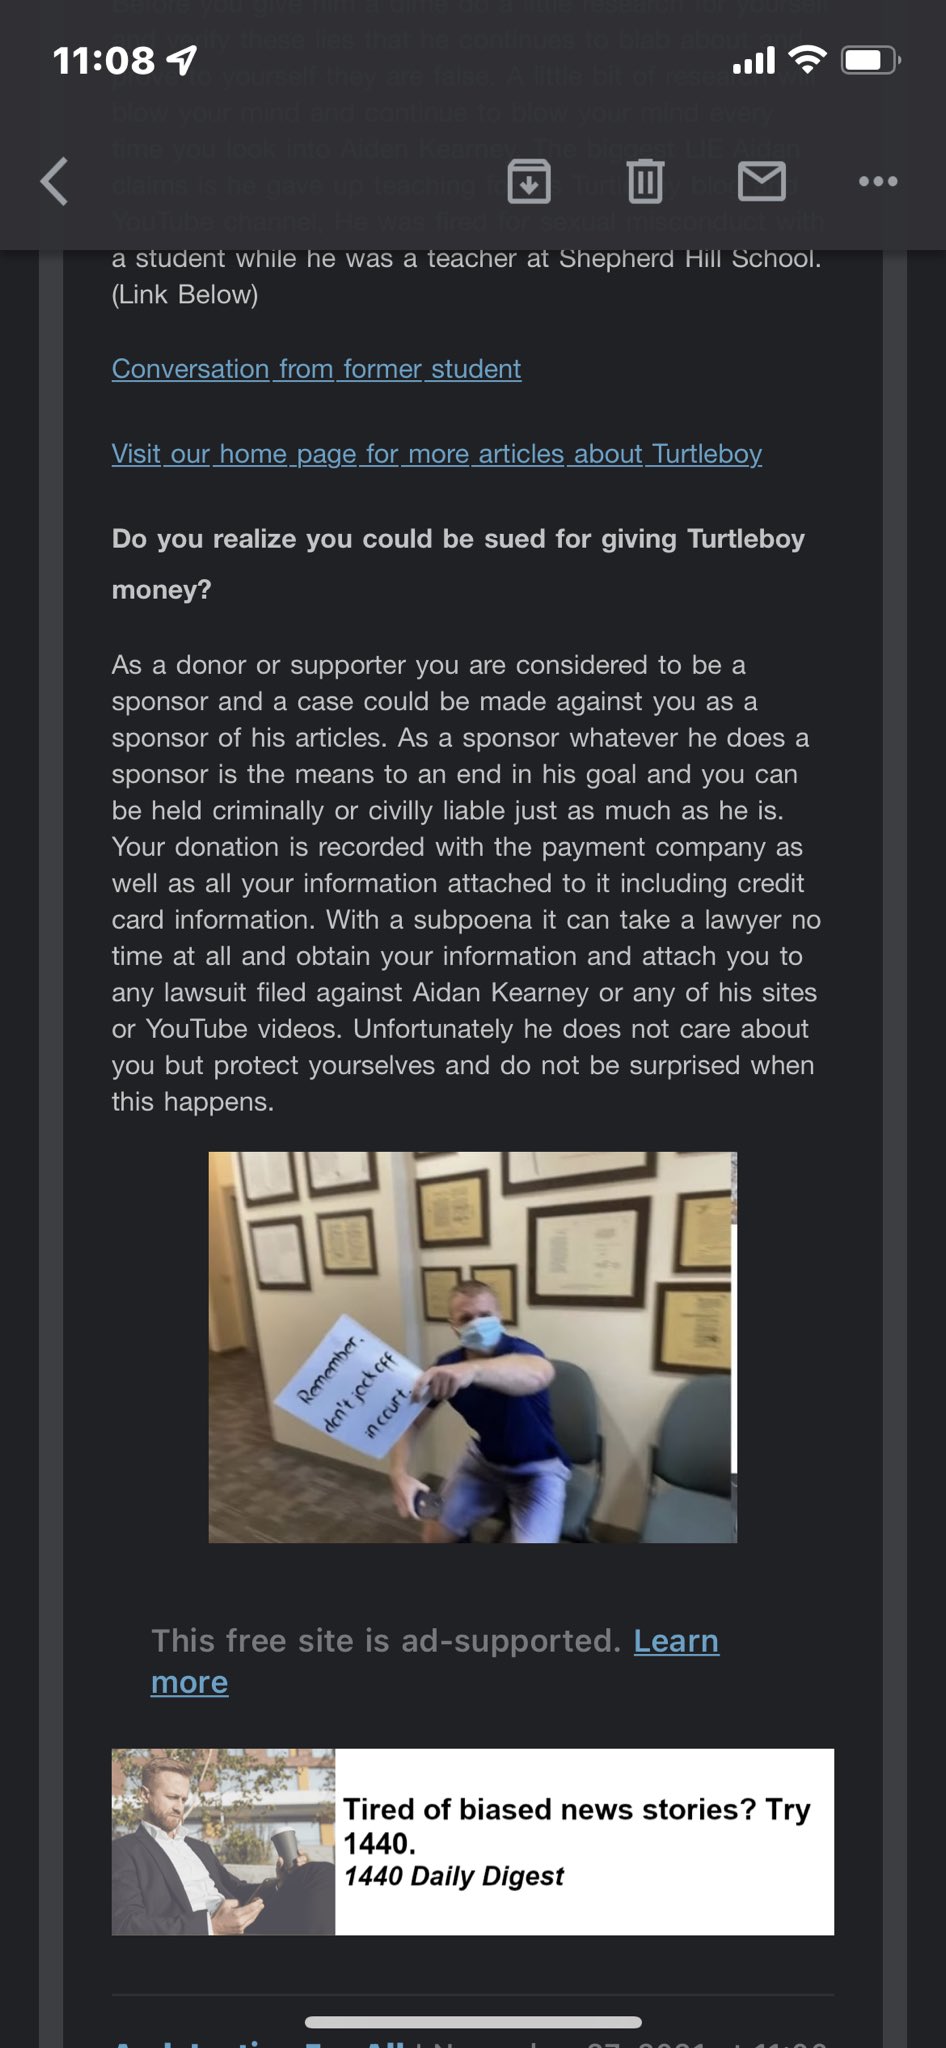 Before you give him a dime do a little research for yourself
and verify these lies that he continues to blab about and
11:08
to yourself they are false. A little bit of research will
blow your mind and continue to blow your mind every
time you look into Aiden Kearney. The biggest LIE Aidan
claims is he gave up teaching
YouTube channel, He was fired for sexual misconduct with
a student while he was a teacher at Shepherd Hill School.
(Link Below)
Conversation from former student
Visit our home page for more articles about Turtleboy
Do you realize you could be sued for giving Turtleboy
money?
As a donor or supporter you are considered to be a
sponsor and a case could be made against you as a
sponsor of his articles. As a sponsor whatever he does a
sponsor is the means to an end in his goal and you can
be held criminally or civilly liable just as much as he is.
Your donation is recorded with the payment company as
well as all your information attached to it including credit
card information. With a subpoena it can take a lawyer no
time at all and obtain your information and attach you to
any lawsuit filed against Aidan Kearney or any of his sites
or YouTube videos. Unfortunately he does not care about
you but protect yourselves and do not be surprised when
this happens.
Remember,
don't jack off
in court.
This free site is ad-supported. Learn
more
Tired of biased news stories? Try
1440.
1440 Daily Digest